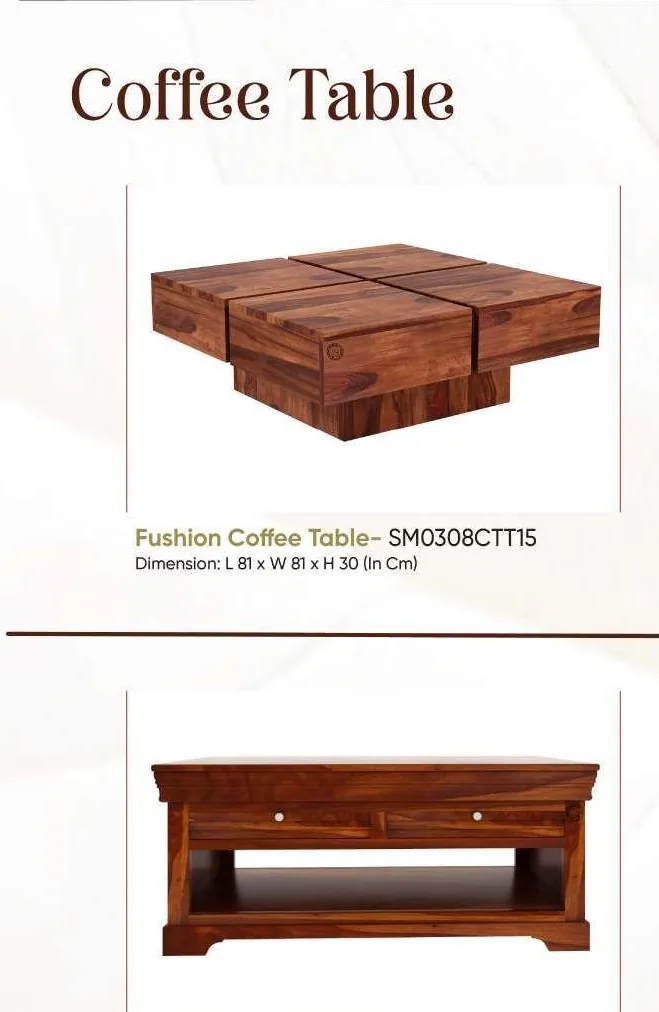 Coffee Table
Fushion Coffee Table- SM0308CTT15
Dimension: L 81 x W 81 x H 30 (In Cm)